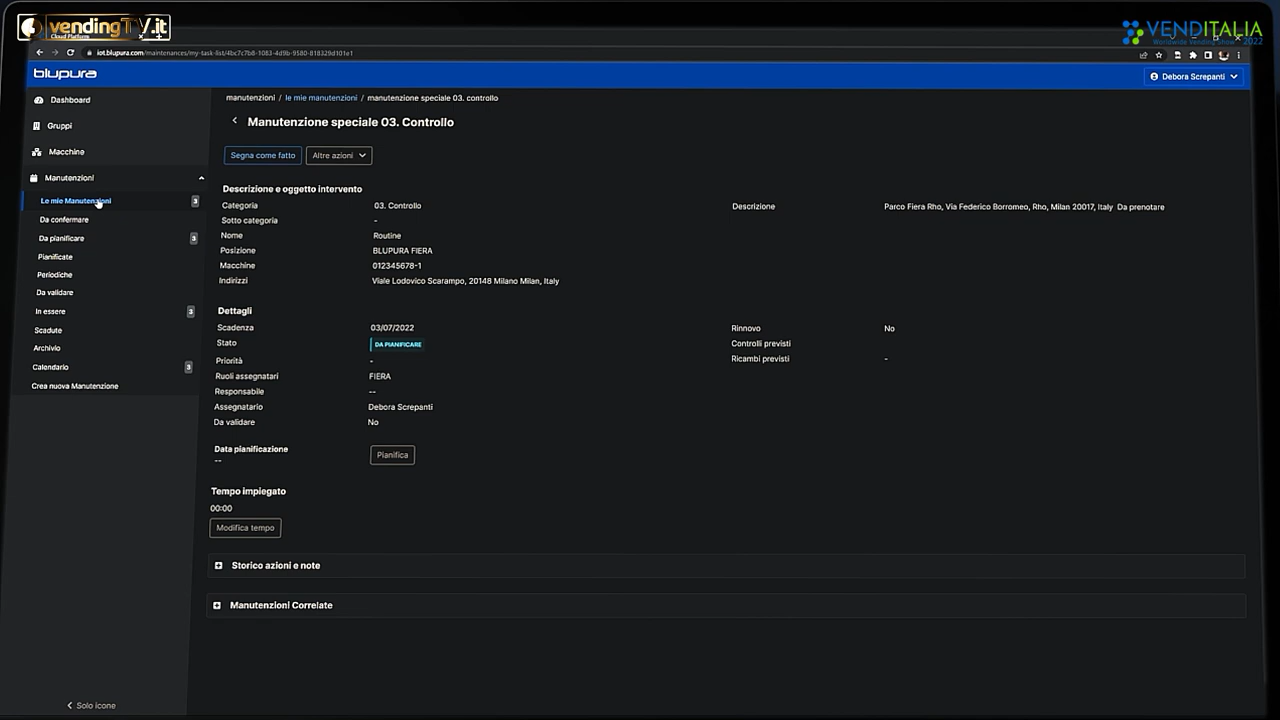 vendingTV.it
Cloud Platform
VENDITALIA
Worldwide Vending Show 2022
iot.blupura.com/maintenances/my-task-list/4bc7c7b8-1083-4d9b-9580-818329d101e1
blupura
Debora Screpanti
Dashboard
Gruppi
Macchine
Manutenzioni
Le mie Manutenzioni 3
Da confermare
Da pianificare 3
Pianificate
Periodiche
Da validare
In essere 3
Scadute
Archivio
Calendario 3
Crea nuova Manutenzione
Solo icone
manutenzioni / le mie manutenzioni / manutenzione speciale 03. controllo
Manutenzione speciale 03. Controllo
Segna come fatto Altre azioni
Descrizione e oggetto intervento
Categoria 03. Controllo
Sotto categoria -
Nome Routine
Posizione BLUPURA FIERA
Macchine 012345678-1
Indirizzi Viale Lodovico Scarampo, 20148 Milano Milan, Italy
Descrizione Parco Fiera Rho, Via Federico Borromeo, Rho, Milan 20017, Italy Da prenotare
Dettagli
Scadenza 03/07/2022
Stato DA PIANIFICARE
Priorità -
Ruoli assegnatari FIERA
Responsabile --
Assegnatario Debora Screpanti
Da validare No
Rinnovo No
Controlli previsti
Ricambi previsti -
Data pianificazione
--
Pianifica
Tempo impiegato
00:00
Modifica tempo
Storico azioni e note
Manutenzioni Correlate